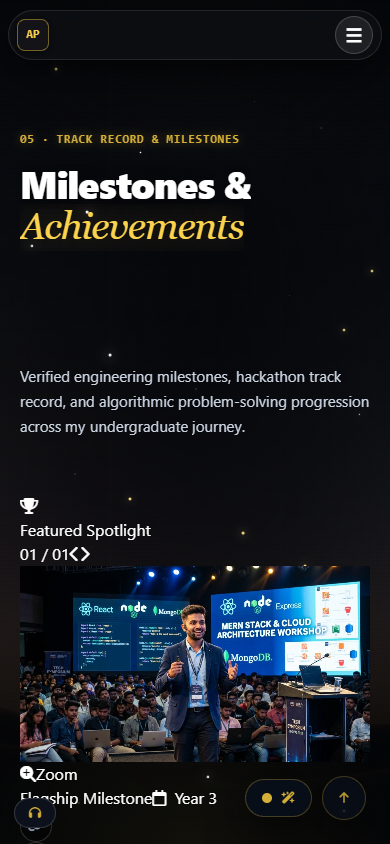 AP
05 · TRACK RECORD & MILESTONES
Milestones &
Achievements
Verified engineering milestones, hackathon track
record, and algorithmic problem-solving progression
across my undergraduate journey.
Featured Spotlight
01 / 01
React
node
MongoDB
node
Express
MERN STACK & CLOUD
ARCHITECTURE WORKSHOP
MongoDB.
Zoom
Flagship Milestone Year 3